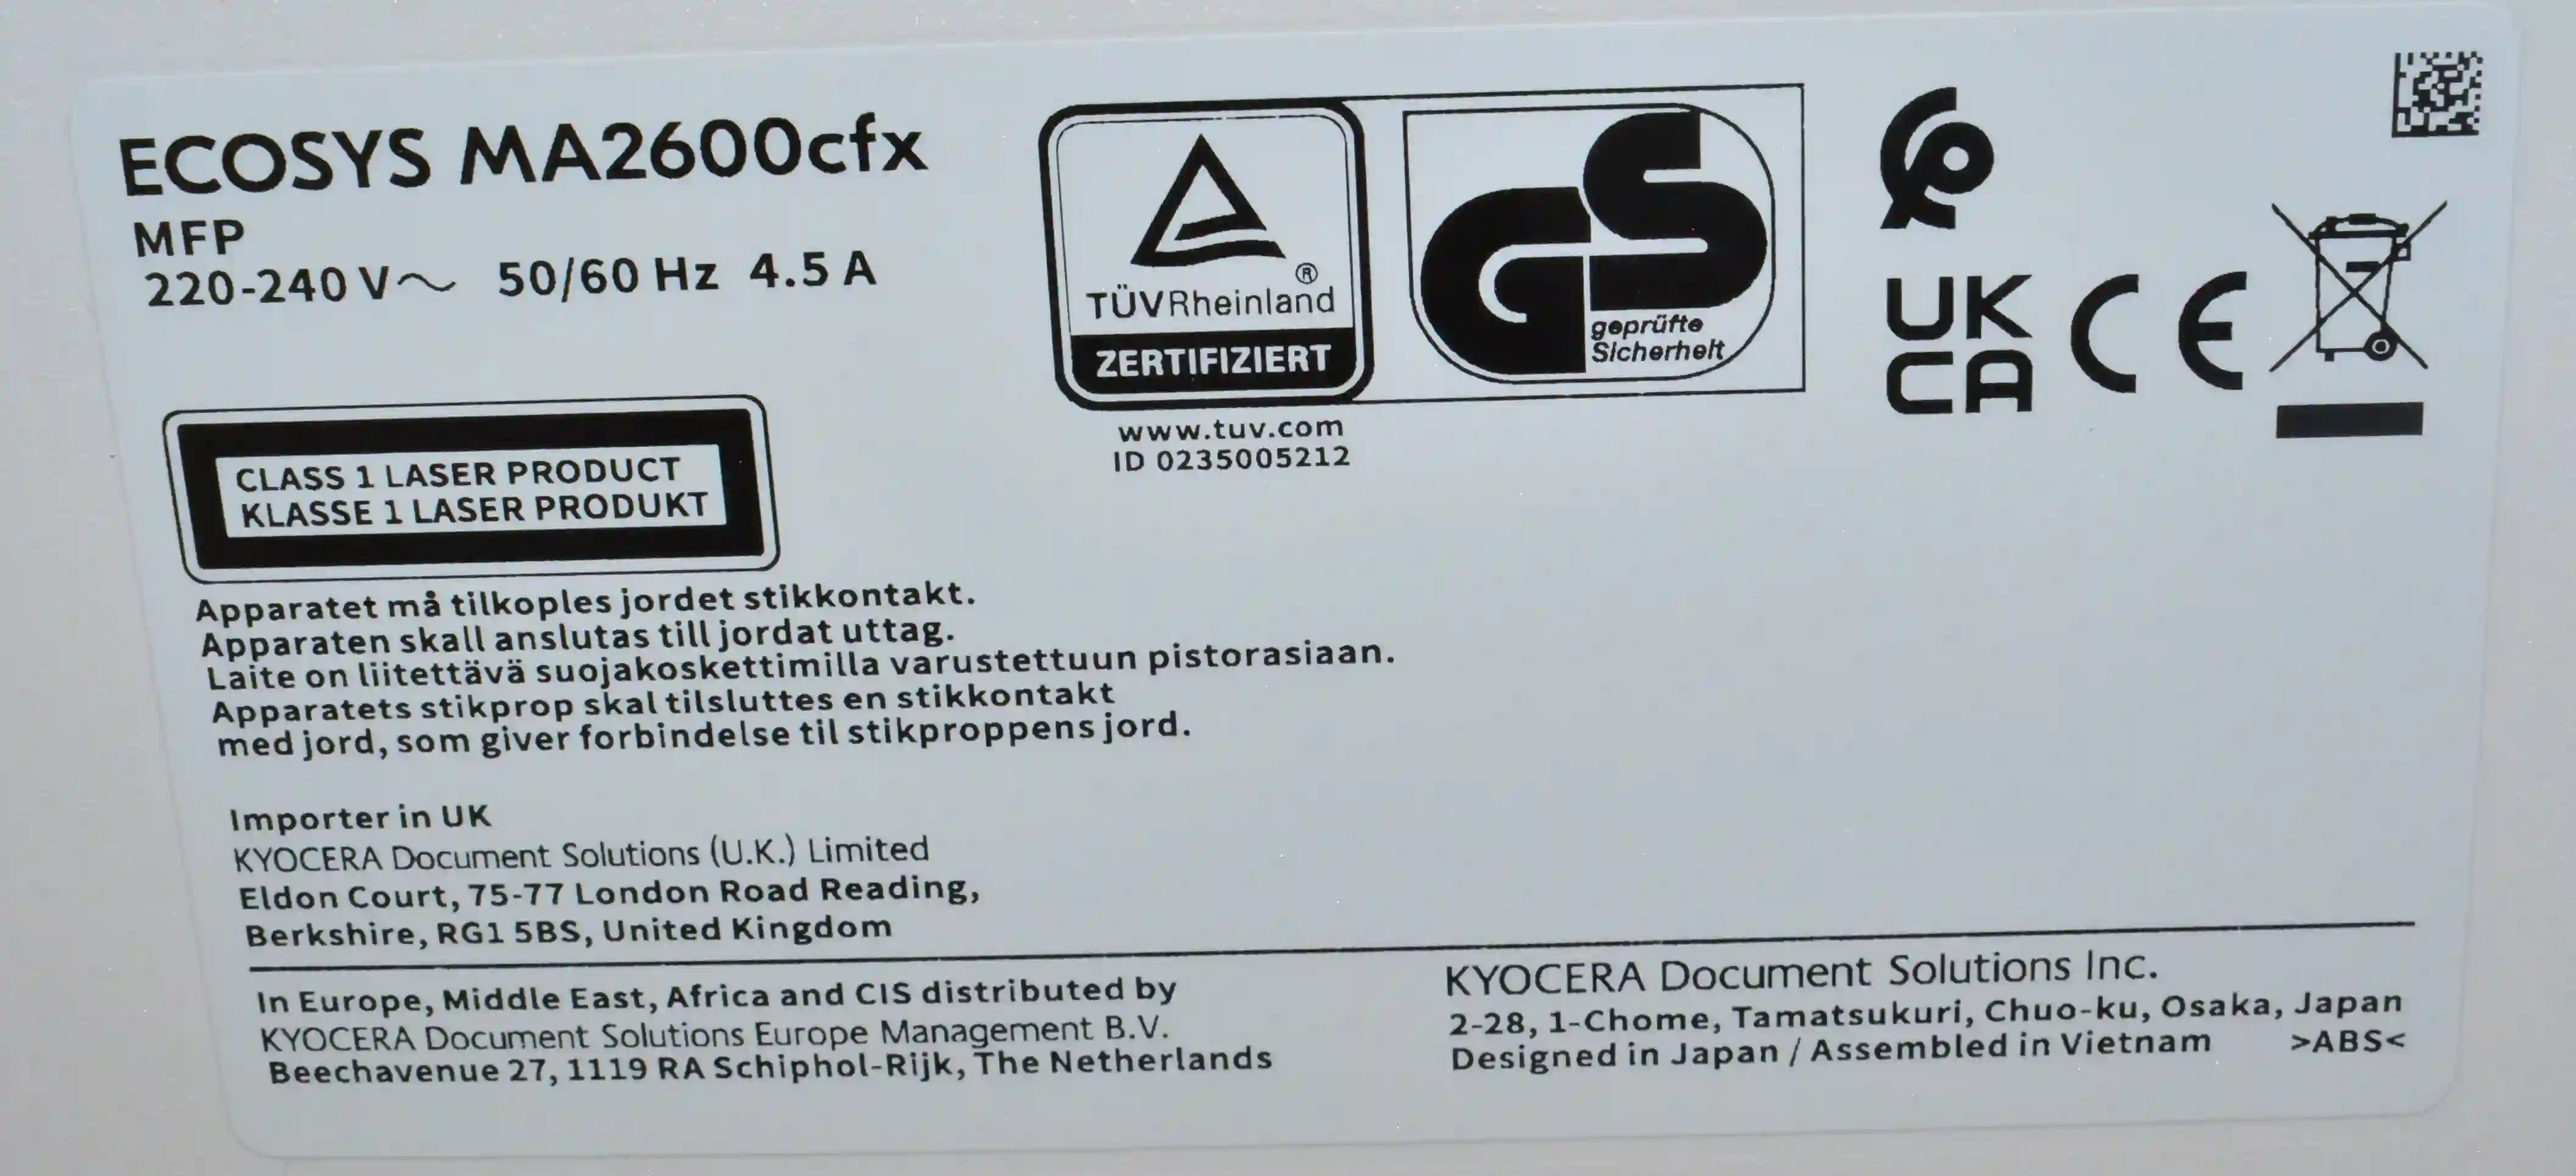 ECOSYS MA2600cfx
MFP
220-240 V～ 50/60 Hz 4.5 A
TÜVRheinland®
ZERTIFIZIERT
GS
geprüfte
Sicherheit
www.tuv.com
ID 0235005212
UK
CA
CE
CLASS 1 LASER PRODUCT
KLASSE 1 LASER PRODUKT
Apparatet må tilkoples jordet stikkontakt.
Apparaten skall anslutas till jordat uttag.
Laite on liitettävä suojakoskettimilla varustettuun pistorasiaan.
Apparatets stikprop skal tilsluttes en stikkontakt
med jord, som giver forbindelse til stikproppens jord.
Importer in UK
KYOCERA Document Solutions (U.K.) Limited
Eldon Court, 75-77 London Road Reading,
Berkshire, RG1 5BS, United Kingdom
In Europe, Middle East, Africa and CIS distributed by
KYOCERA Document Solutions Europe Management B.V.
Beechavenue 27, 1119 RA Schiphol-Rijk, The Netherlands
KYOCERA Document Solutions Inc.
2-28, 1-Chome, Tamatsukuri, Chuo-ku, Osaka, Japan
Designed in Japan / Assembled in Vietnam >ABS<